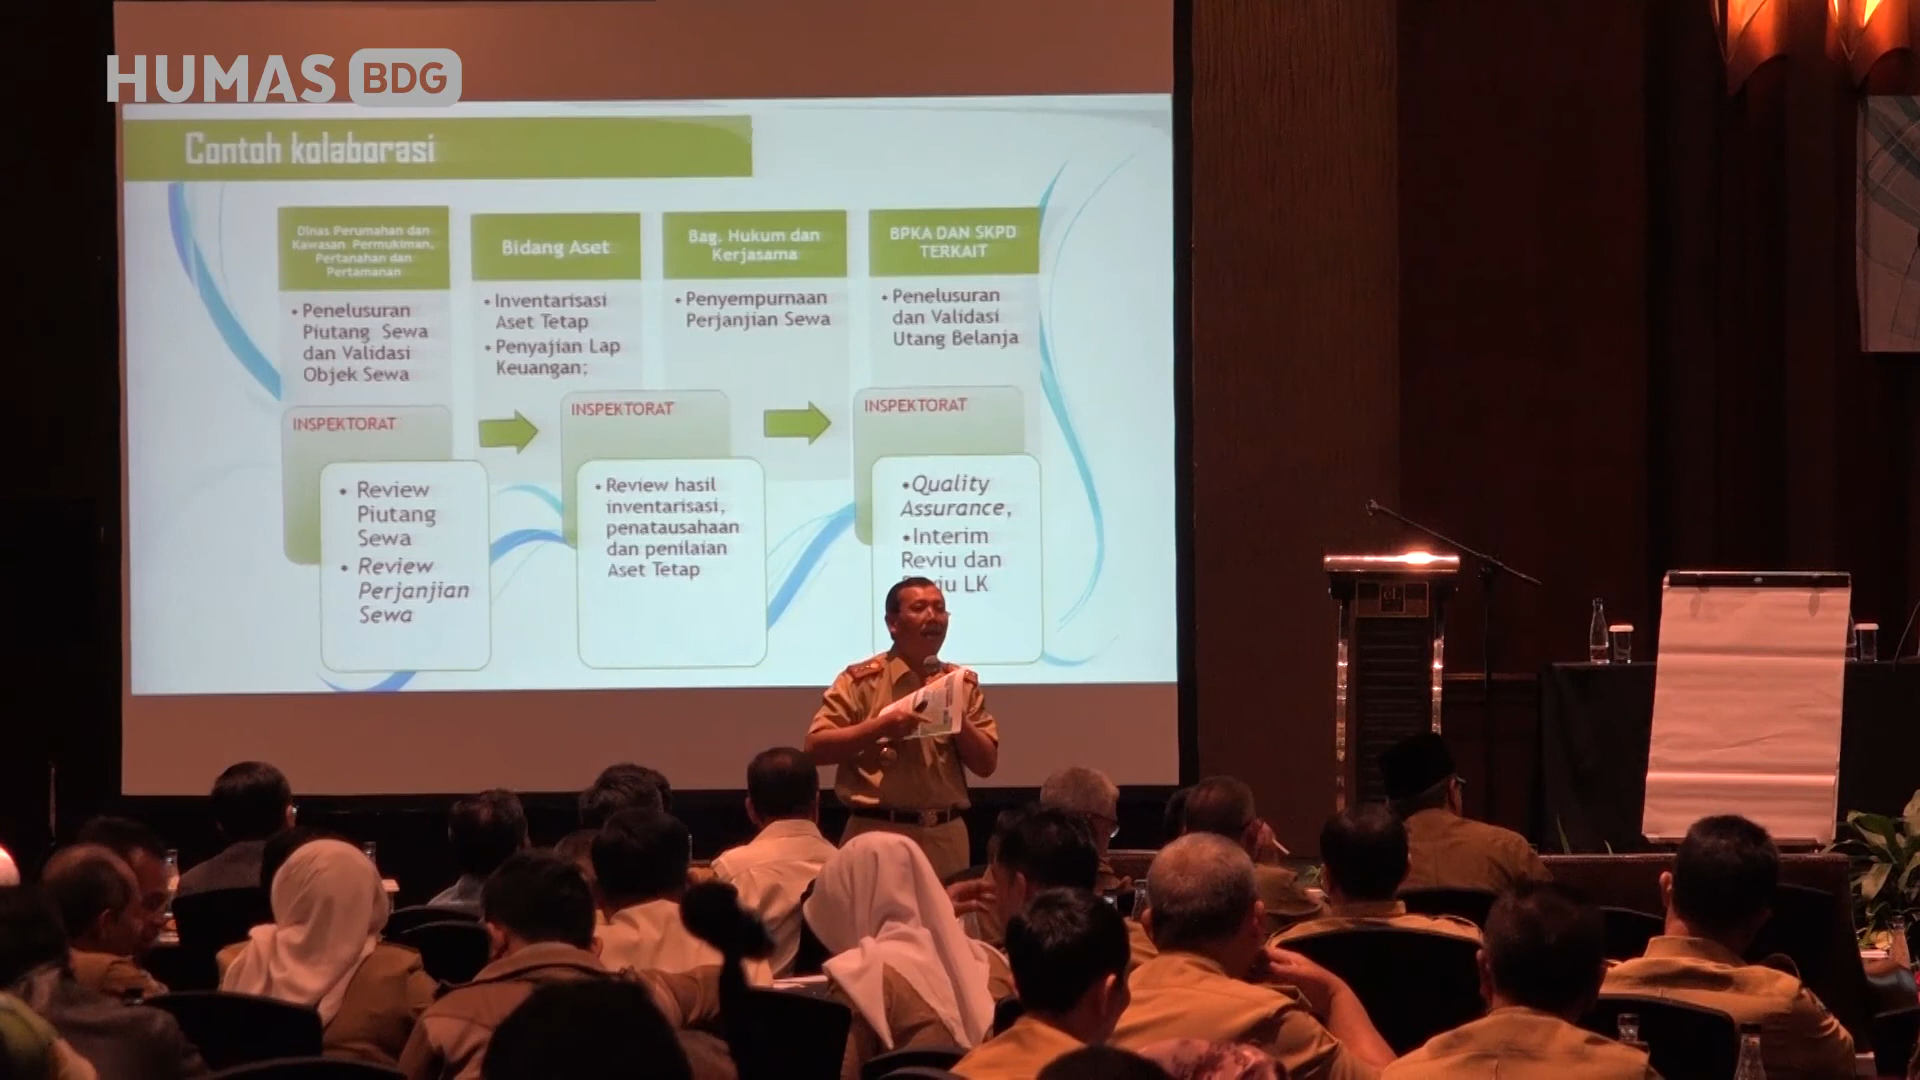 HUMAS BDG
Contoh kolaborasi
Dinas Perumahan dan
Kawasan Permukiman,
Pertanahan dan
Pertamanan
• Penelusuran
Piutang Sewa
dan Validasi
Objek Sewa
Bidang Aset
• Inventarisasi
Aset Tetap
• Penyajian Lap
Keuangan;
Bag. Hukum dan
Kerjasama
• Penyempurnaan
Perjanjian Sewa
BPKA DAN SKPD
TERKAIT
• Penelusuran
dan Validasi
Utang Belanja
INSPEKTORAT
• Review
Piutang
Sewa
• Review
Perjanjian
Sewa
INSPEKTORAT
• Review hasil
inventarisasi,
penatausahaan
dan penilaian
Aset Tetap
INSPEKTORAT
• Quality
Assurance,
• Interim
Reviu dan
LK